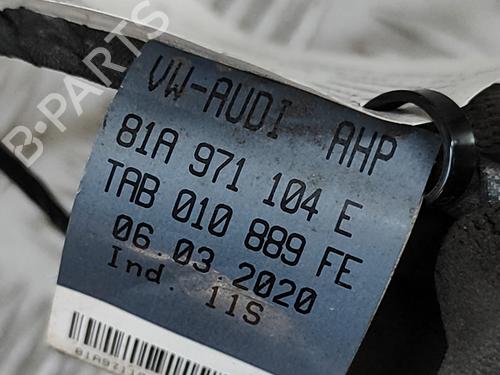 B-PARTS
VW-AUDI AHP
81A 971 104 E
TAB 010 889 FE
06.03.2020
Ind. 11S